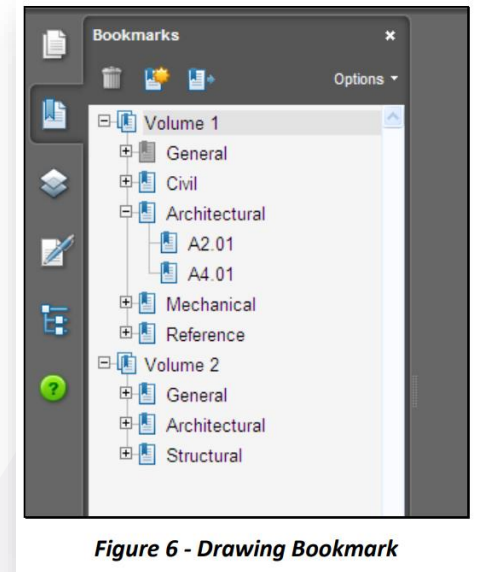 Bookmarks
Options
Volume 1
General
Civil
Architectural
A2.01
A4.01
Mechanical
Reference
Volume 2
General
Architectural
Structural
?
Figure 6 - Drawing Bookmark